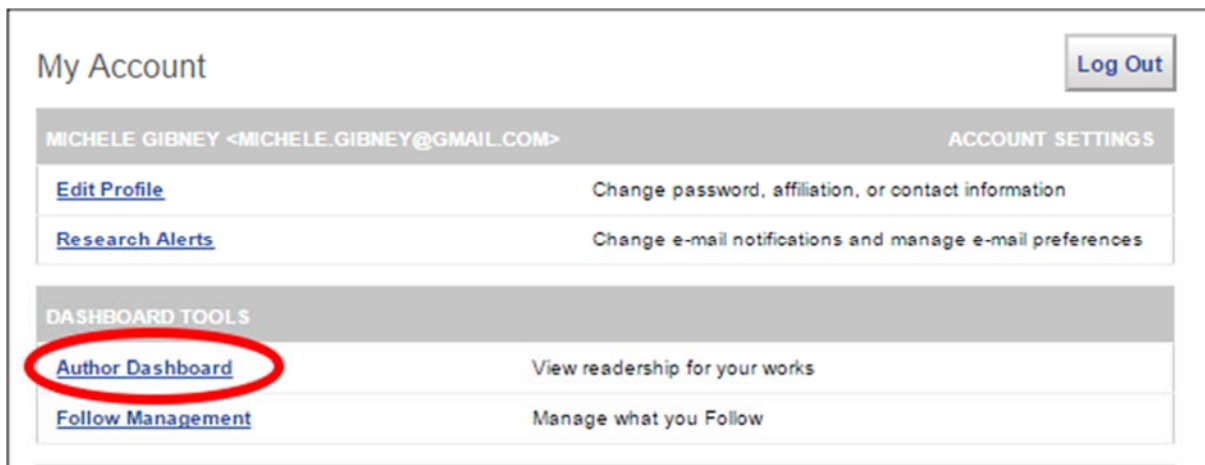 My Account
Log Out
MICHELE GIBNEY <MICHELE.GIBNEY@GMAIL.COM> ACCOUNT SETTINGS
Edit Profile Change password, affiliation, or contact information
Research Alerts Change e-mail notifications and manage e-mail preferences
DASHBOARD TOOLS
Author Dashboard View readership for your works
Follow Management Manage what you Follow